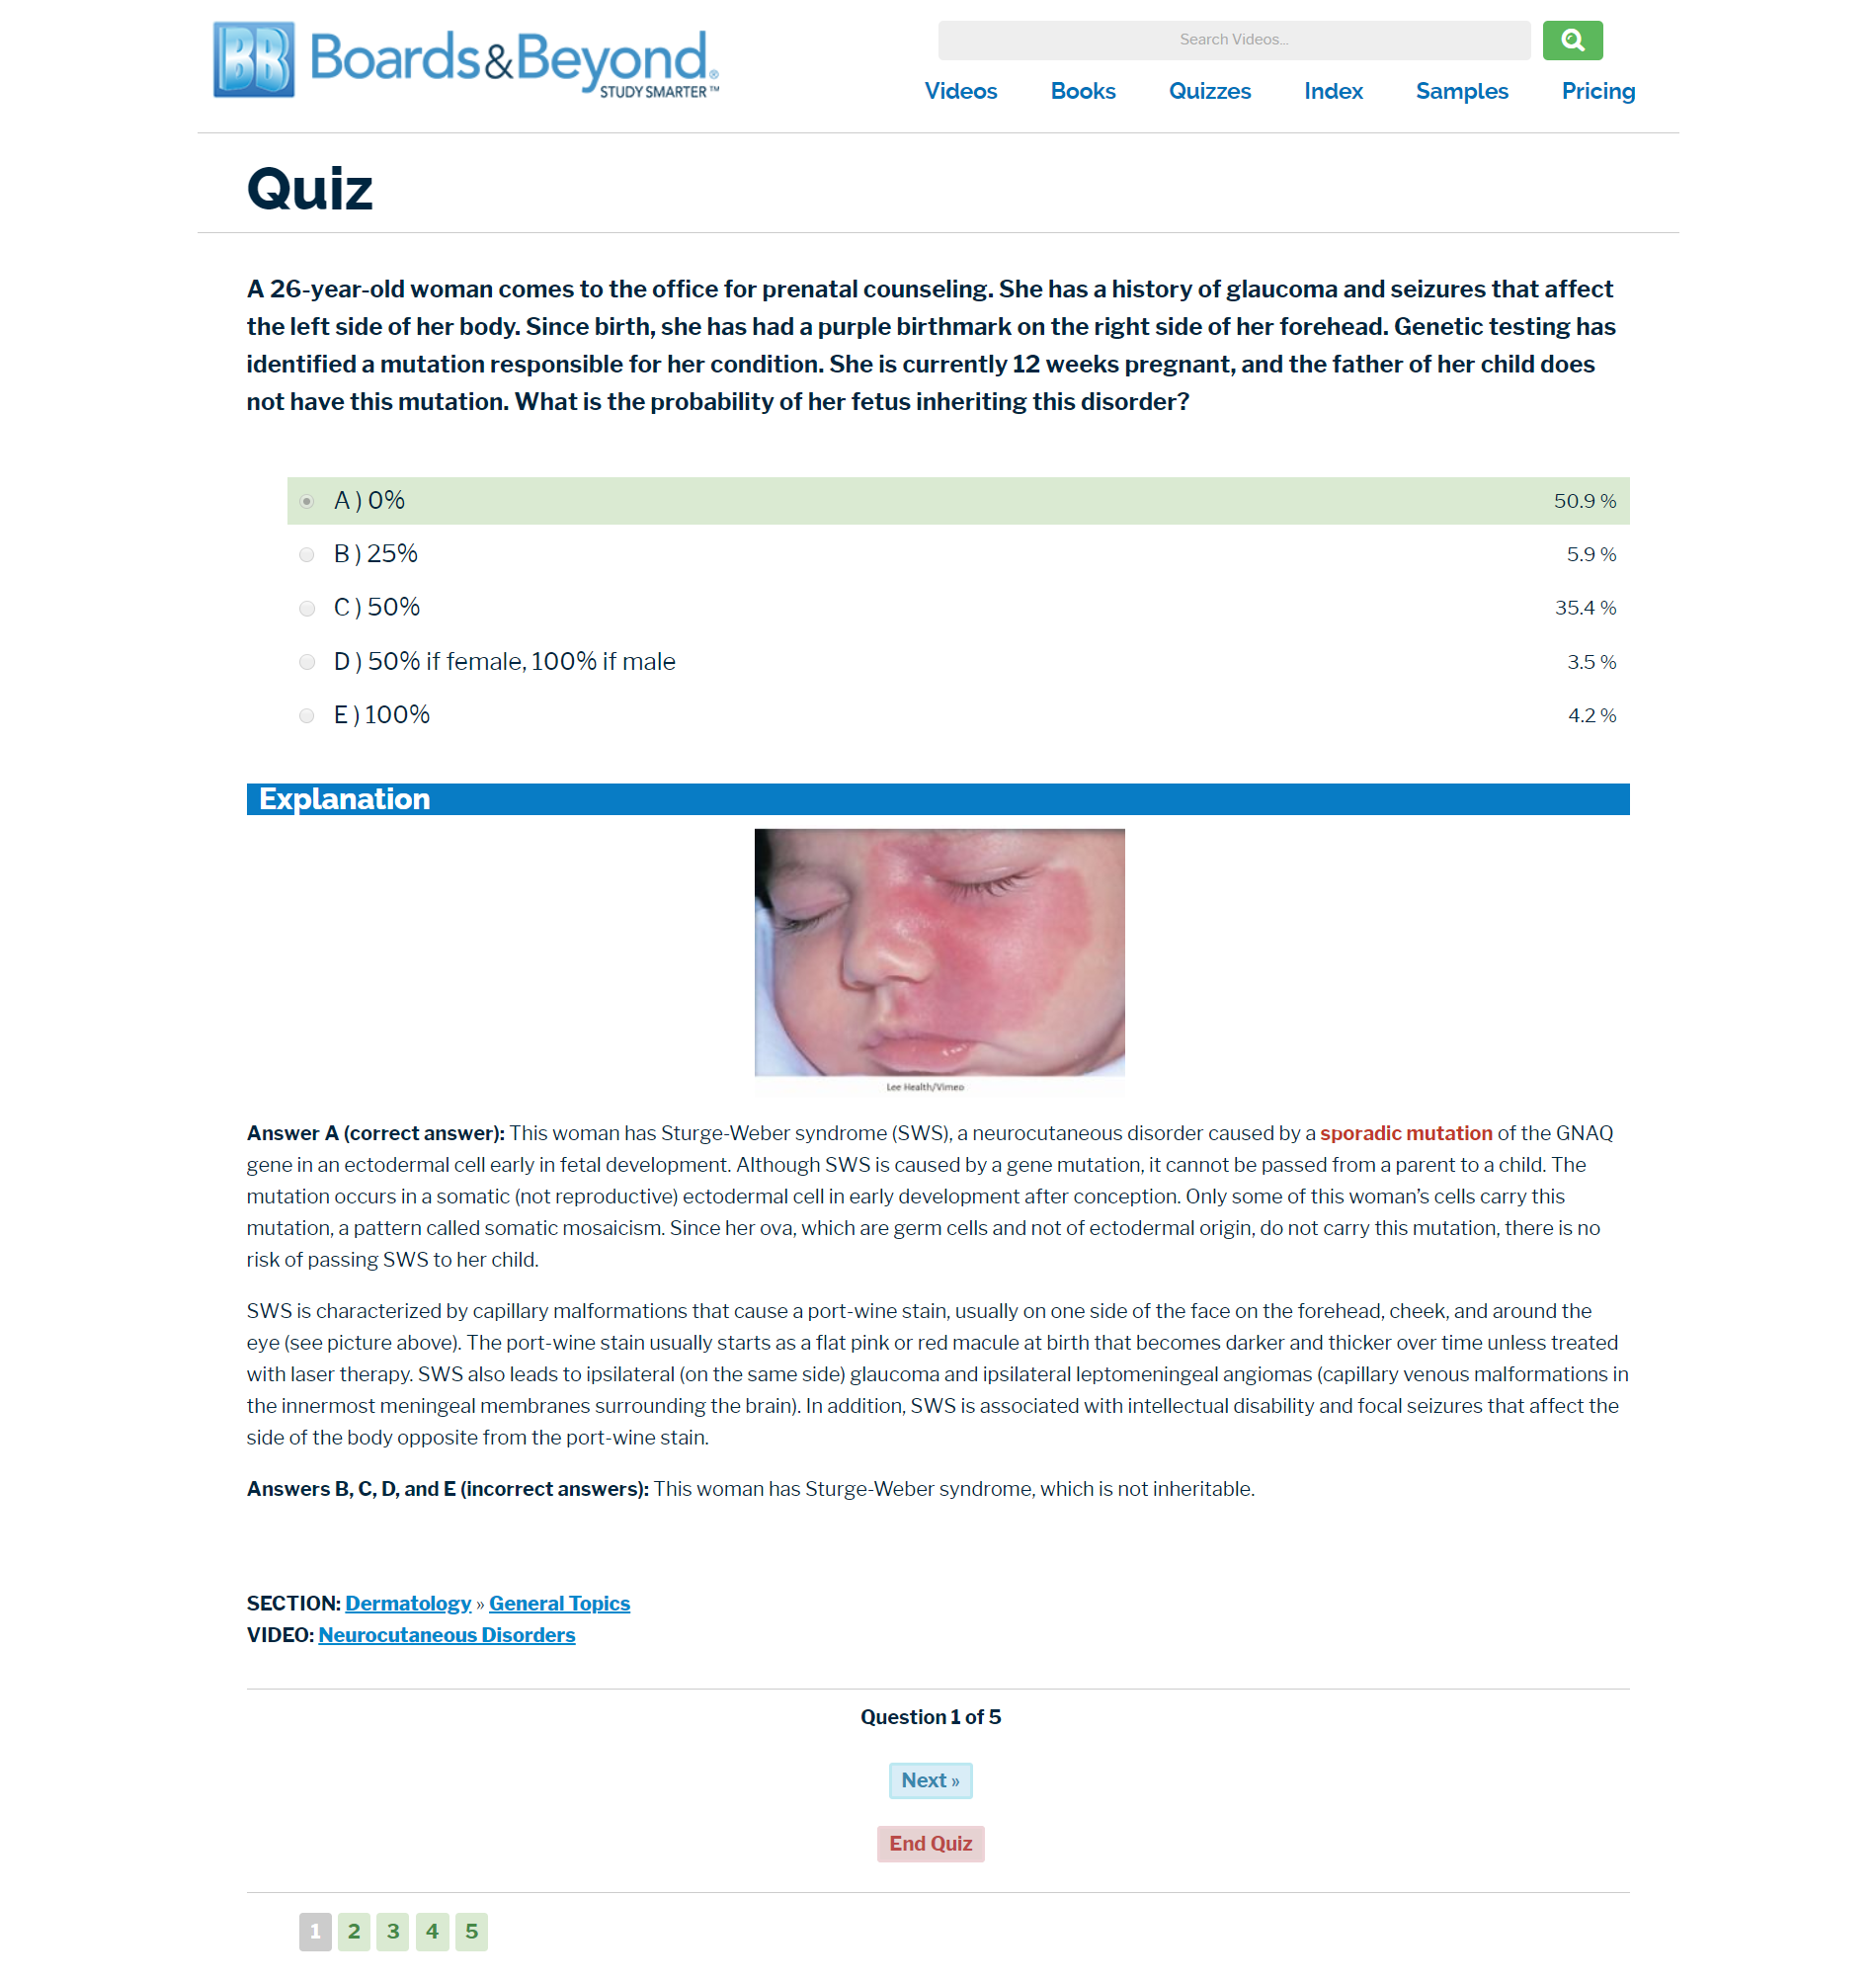 BB Boards&Beyond®
STUDY SMARTER™
Search Videos...
Videos Books Quizzes Index Samples Pricing
Quiz
A 26-year-old woman comes to the office for prenatal counseling. She has a history of glaucoma and seizures that affect
the left side of her body. Since birth, she has had a purple birthmark on the right side of her forehead. Genetic testing has
identified a mutation responsible for her condition. She is currently 12 weeks pregnant, and the father of her child does
not have this mutation. What is the probability of her fetus inheriting this disorder?
A ) 0% 50.9 %
B ) 25% 5.9 %
C ) 50% 35.4 %
D ) 50% if female, 100% if male 3.5 %
E ) 100% 4.2 %
Explanation
Lee Health/Vimeo
Answer A (correct answer): This woman has Sturge-Weber syndrome (SWS), a neurocutaneous disorder caused by a sporadic mutation of the GNAQ
gene in an ectodermal cell early in fetal development. Although SWS is caused by a gene mutation, it cannot be passed from a parent to a child. The
mutation occurs in a somatic (not reproductive) ectodermal cell in early development after conception. Only some of this woman’s cells carry this
mutation, a pattern called somatic mosaicism. Since her ova, which are germ cells and not of ectodermal origin, do not carry this mutation, there is no
risk of passing SWS to her child.
SWS is characterized by capillary malformations that cause a port-wine stain, usually on one side of the face on the forehead, cheek, and around the
eye (see picture above). The port-wine stain usually starts as a flat pink or red macule at birth that becomes darker and thicker over time unless treated
with laser therapy. SWS also leads to ipsilateral (on the same side) glaucoma and ipsilateral leptomeningeal angiomas (capillary venous malformations in
the innermost meningeal membranes surrounding the brain). In addition, SWS is associated with intellectual disability and focal seizures that affect the
side of the body opposite from the port-wine stain.
Answers B, C, D, and E (incorrect answers): This woman has Sturge-Weber syndrome, which is not inheritable.
SECTION: Dermatology » General Topics
VIDEO: Neurocutaneous Disorders
Question 1 of 5
Next »
End Quiz
1 2 3 4 5